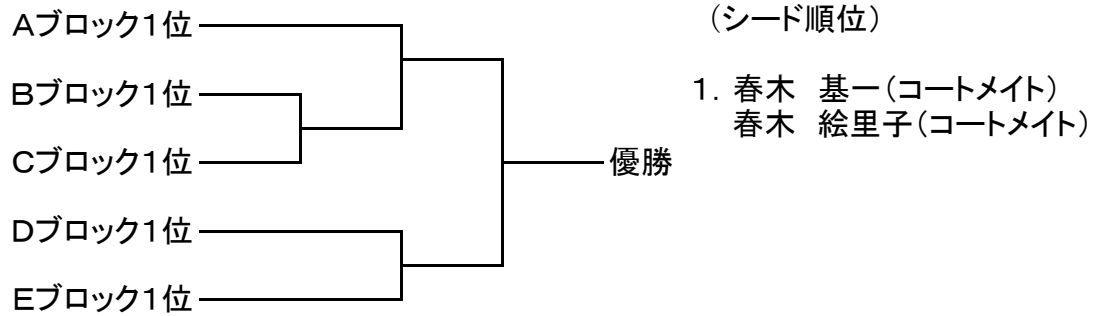 Aブロック1位
Bブロック1位
Cブロック1位
Dブロック1位
Eブロック1位
優勝
(シード順位)
1. 春木 基一(コートメイト)
春木 絵里子(コートメイト)